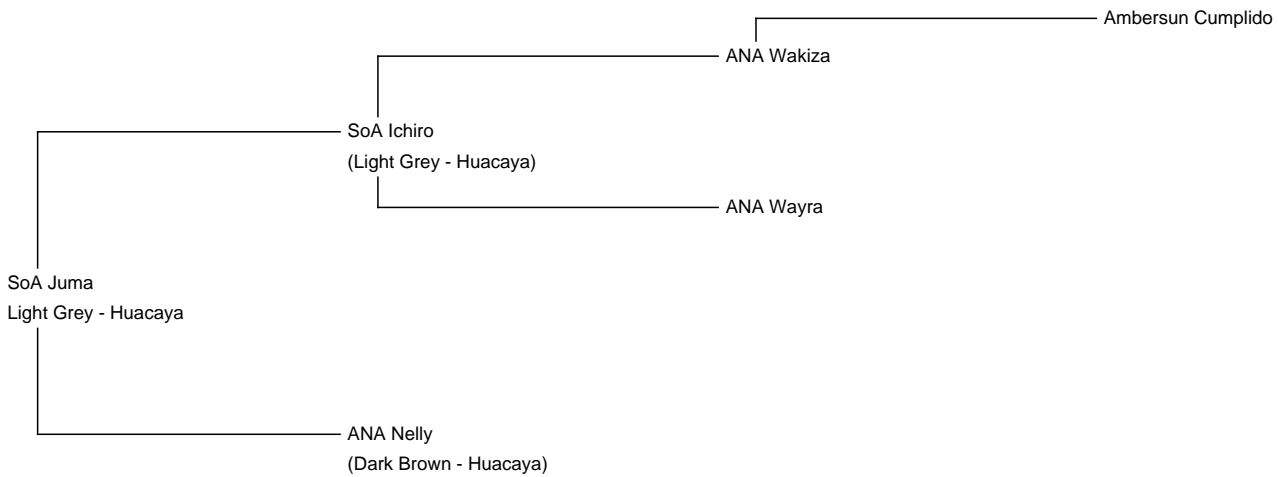 Ambersun Cumplido
ANA Wakiza
SoA Ichiro
(Light Grey - Huacaya)
ANA Wayra
SoA Juma
Light Grey - Huacaya
ANA Nelly
(Dark Brown - Huacaya)